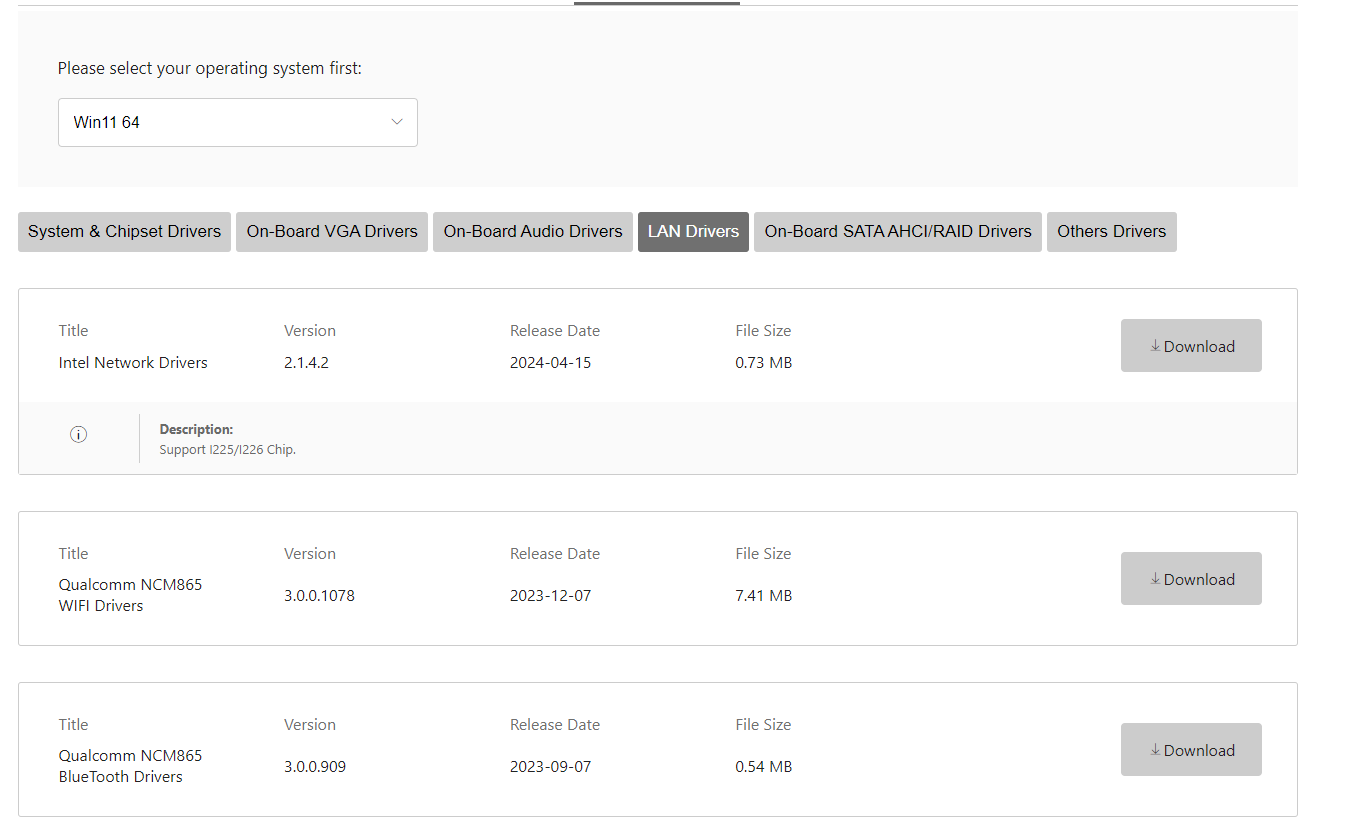 Please select your operating system first:
Win11 64
System & Chipset Drivers On-Board VGA Drivers On-Board Audio Drivers LAN Drivers On-Board SATA AHCI/RAID Drivers Others Drivers
Title Version Release Date File Size
Intel Network Drivers 2.1.4.2 2024-04-15 0.73 MB
Download
Description:
Support I225/I226 Chip.
Title Version Release Date File Size
Qualcomm NCM865
WIFI Drivers
3.0.0.1078 2023-12-07 7.41 MB
Download
Title Version Release Date File Size
Qualcomm NCM865
BlueTooth Drivers
3.0.0.909 2023-09-07 0.54 MB
Download